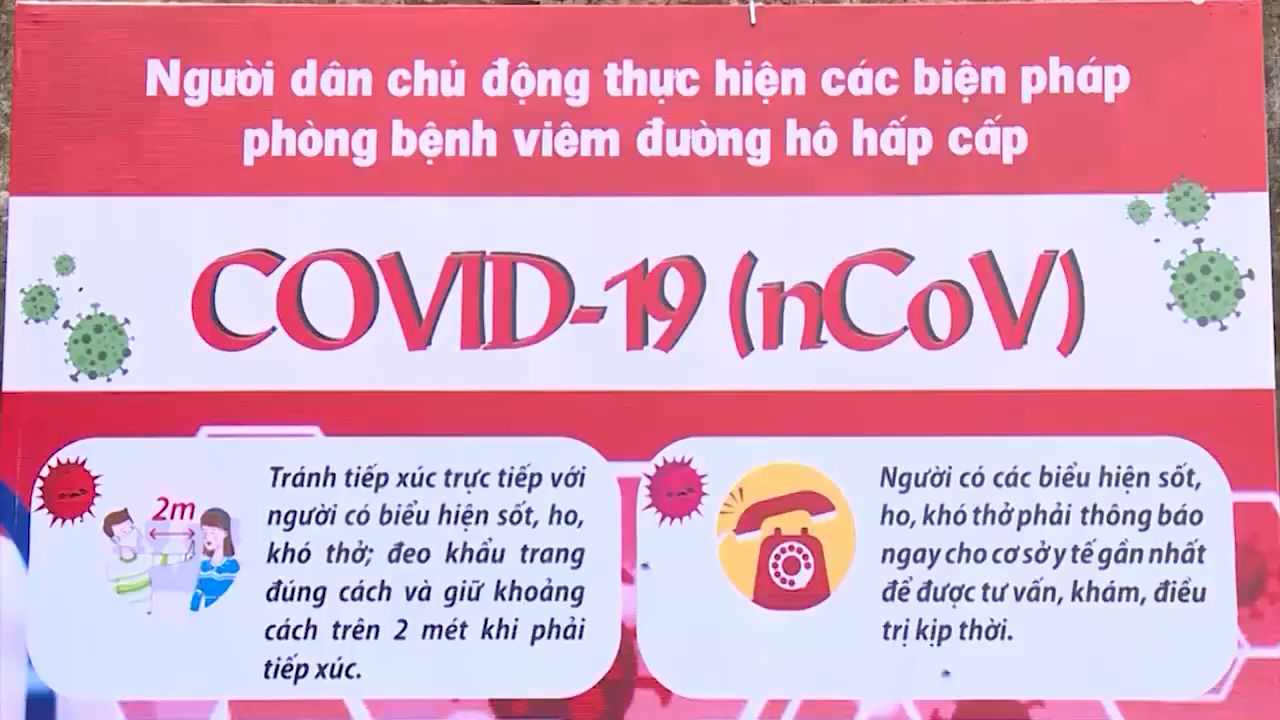 Người dân chủ động thực hiện các biện pháp
phòng bệnh viêm đường hô hấp cấp
COVID-19 (nCoV)
2m
Tránh tiếp xúc trực tiếp với
người có biểu hiện sốt, ho,
khó thở; đeo khẩu trang
đúng cách và giữ khoảng
cách trên 2 mét khi phải
tiếp xúc.
Người có các biểu hiện sốt,
ho, khó thở phải thông báo
ngay cho cơ sở y tế gần nhất
để được tư vấn, khám, điều
trị kịp thời.